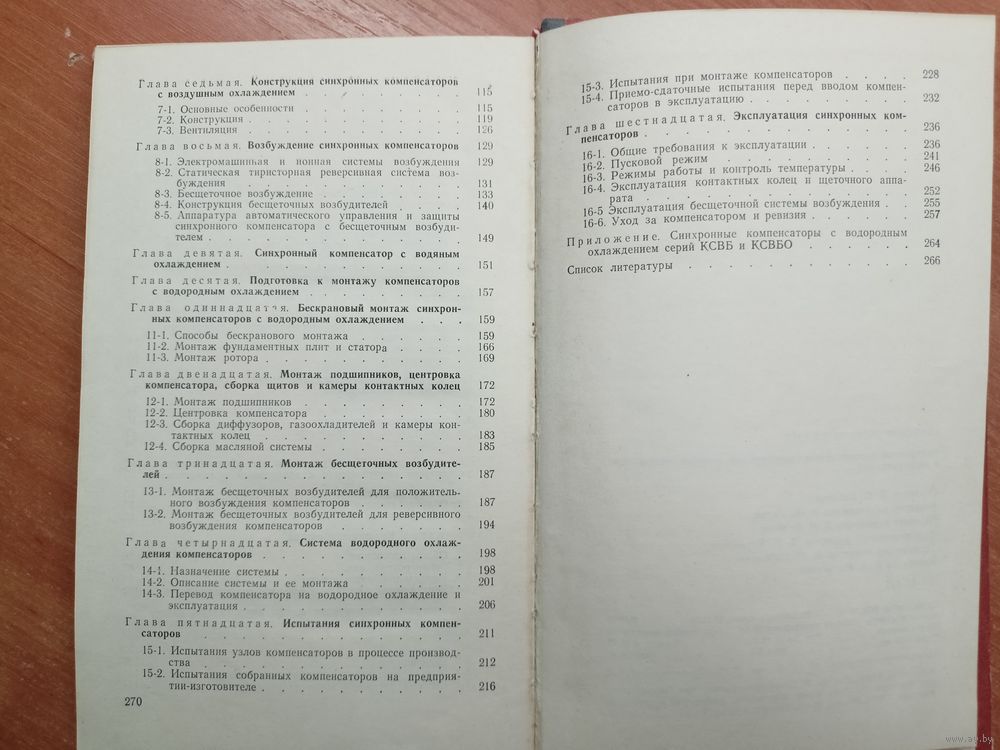 Глава седьмая. Конструкция синхронных компенсаторов
с воздушным охлаждением . . . . . . . . 115
7-1. Основные особенности . . . . . . . . 115
7-2. Конструкция . . . . . . . . . . 119
7-3. Вентиляция . . . . . . . . . . 126
Глава восьмая. Возбуждение синхронных компенсаторов 129
8-1. Электромашинная и ионная системы возбуждения 129
8-2. Статическая тиристорная реверсивная система воз-
буждения . . . . . . . . . . 131
8-3. Бесщеточное возбуждение . . . . . . . 133
8-4. Конструкция бесщеточных возбудителей . . . . 140
8-5. Аппаратура автоматического управления и защиты
синхронного компенсатора с бесщеточным возбуди-
телем . . . . . . . . . . . 149
Глава девятая. Синхронный компенсатор с водяным
охлаждением . . . . . . . . . . . 151
Глава десятая. Подготовка к монтажу компенсаторов
с водородным охлаждением . . . . . . . . 157
Глава одиннадцатая. Бескрановый монтаж синхрон-
ных компенсаторов с водородным охлаждением . . . 159
11-1. Способы бескранового монтажа . . . . . 159
11-2. Монтаж фундаментных плит и статора . . . . 166
11-3. Монтаж ротора . . . . . . . . . 169
Глава двенадцатая. Монтаж подшипников, центровка
компенсатора, сборка щитов и камеры контактных колец 172
12-1. Монтаж подшипников . . . . . . . . 172
12-2. Центровка компенсатора . . . . . . . 180
12-3. Сборка диффузоров, газоохладителей и камеры кон-
тактных колец . . . . . . . . . 183
12-4. Сборка масляной системы . . . . . . . 185
Глава тринадцатая. Монтаж бесщеточных возбудите-
лей . . . . . . . . . . . . . 187
13-1. Монтаж бесщеточных возбудителей для положитель-
ного возбуждения компенсаторов . . . . . 187
13-2. Монтаж бесщеточных возбудителей для реверсивного
возбуждения компенсаторов . . . . . . 194
Глава четырнадцатая. Система водородного охлаж-
дения компенсаторов . . . . . . . . . 198
14-1. Назначение системы . . . . . . . . 198
14-2. Описание системы и ее монтажа . . . . . 201
14-3. Перевод компенсатора на водородное охлаждение и
эксплуатация . . . . . . . . . . 206
Глава пятнадцатая. Испытания синхронных компен-
саторов . . . . . . . . . . . . 211
15-1. Испытания узлов компенсаторов в процессе производ-
ства . . . . . . . . . . . . 212
15-2. Испытания собранных компенсаторов на предприя-
тии-изготовителе . . . . . . . . . 216
270
15-3. Испытания при монтаже компенсаторов . . . . 228
15-4. Приемо-сдаточные испытания перед вводом компен-
саторов в эксплуатацию . . . . . . . . 232
Глава шестнадцатая. Эксплуатация синхронных ком-
пенсаторов . . . . . . . . . . . 236
16-1. Общие требования к эксплуатации . . . . . 236
16-2. Пусковой режим . . . . . . . . . 241
16-3. Режимы работы и контроль температуры . . . . 246
16-4. Эксплуатация контактных колец и щеточного аппа-
рата . . . . . . . . . . . . 252
16-5 Эксплуатация бесщеточной системы возбуждения . . 255
16-6. Уход за компенсатором и ревизия . . . . . 257
Приложение. Синхронные компенсаторы с водородным
охлаждением серий КСВБ и КСВБО . . . . . . 264
Список литературы . . . . . . . . . . 266
www.ay.by